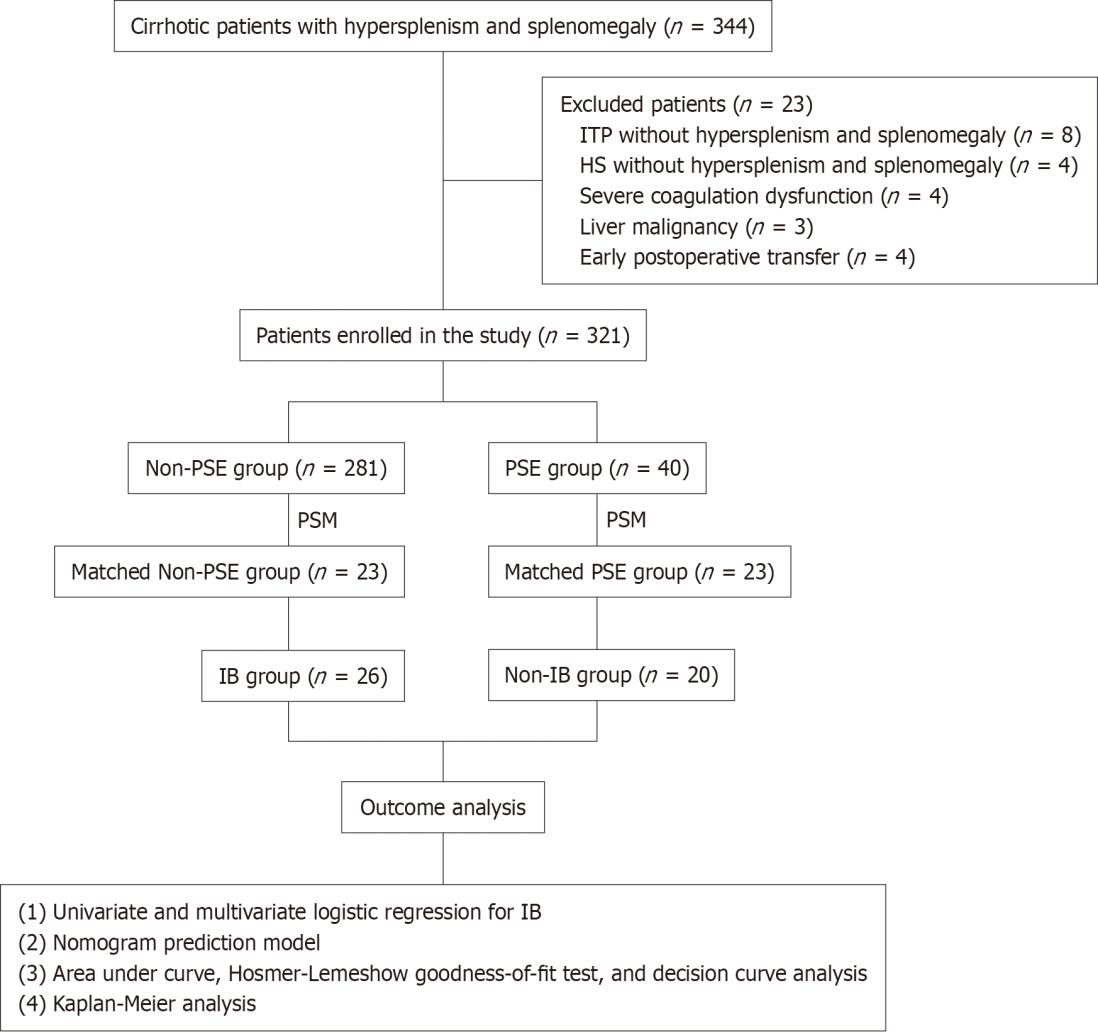 Cirrhotic patients with hypersplenism and splenomegaly (n = 344)
Excluded patients (n = 23)
ITP without hypersplenism and splenomegaly (n = 8)
HS without hypersplenism and splenomegaly (n = 4)
Severe coagulation dysfunction (n = 4)
Liver malignancy (n = 3)
Early postoperative transfer (n = 4)
Patients enrolled in the study (n = 321)
Non-PSE group (n = 281)
PSE group (n = 40)
PSM
PSM
Matched Non-PSE group (n = 23)
Matched PSE group (n = 23)
IB group (n = 26)
Non-IB group (n = 20)
Outcome analysis
(1) Univariate and multivariate logistic regression for IB
(2) Nomogram prediction model
(3) Area under curve, Hosmer-Lemeshow goodness-of-fit test, and decision curve analysis
(4) Kaplan-Meier analysis